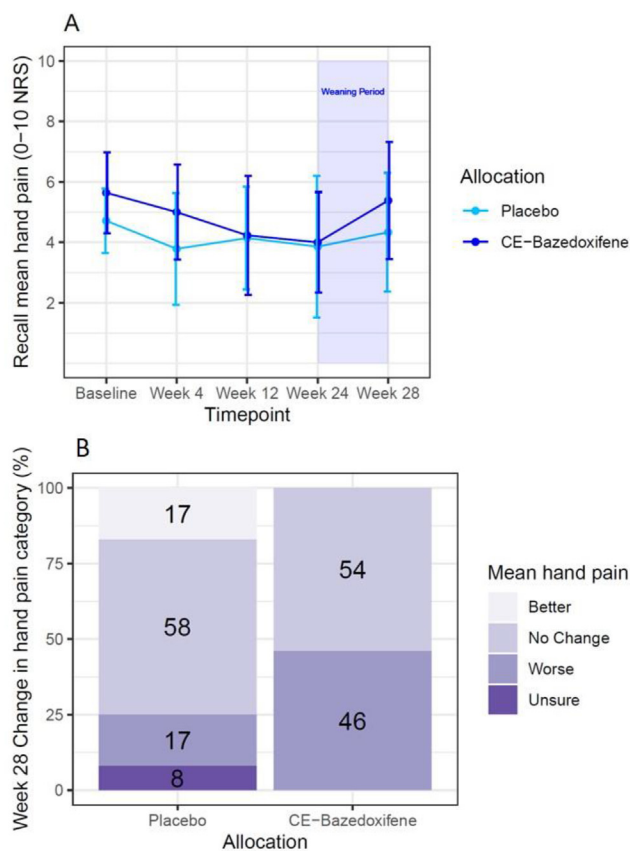 A
Recall mean hand pain (0−10 NRS)
10
8
6
4
2
Weaning Period
Baseline Week 4 Week 12 Week 24 Week 28
Timepoint
Allocation
Placebo
CE−Bazedoxifene
B
Week 28 Change in hand pain category (%)
100
75
50
25
0
17
58
17
8
54
46
Placebo CE−Bazedoxifene
Allocation
Mean hand pain
Better
No Change
Worse
Unsure